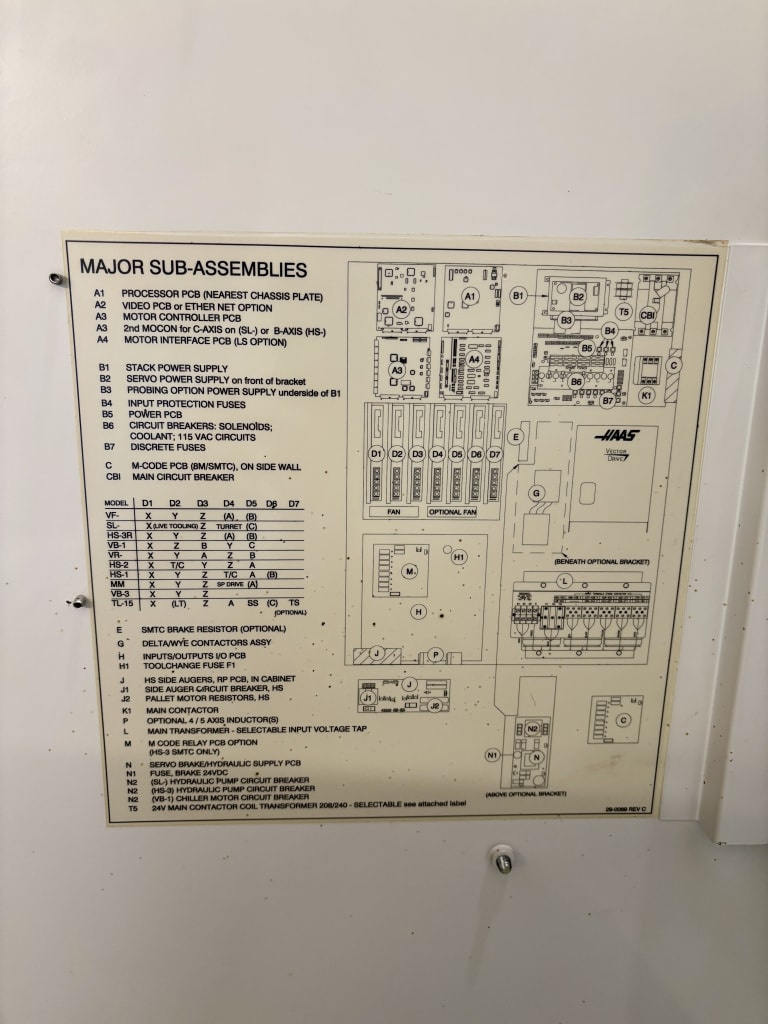 MAJOR SUB-ASSEMBLIES
A1 PROCESSOR PCB (NEAREST CHASSIS PLATE)
A2 VIDEO PCB or ETHER NET OPTION
A3 MOTOR CONTROLLER PCB
A3 2nd MOCON for C-AXIS on (SL-) or B-AXIS (HS-)
A4 MOTOR INTERFACE PCB (LS OPTION)
B1 STACK POWER SUPPLY
B2 SERVO POWER SUPPLY on front of bracket
B3 PROBING OPTION POWER SUPPLY underside of B1
B4 INPUT PROTECTION FUSES
B5 POWER PCB
B6 CIRCUIT BREAKERS: SOLENOIDS;
COOLANT; 115 VAC CIRCUITS
B7 DISCRETE FUSES
C M-CODE PCB (8M/SMTC), ON SIDE WALL
CBI MAIN CIRCUIT BREAKER
MODEL D1 D2 D3 D4 D5 D6 D7
VF- X Y Z (A) (B)
SL- X (LIVE TOOLING) Z TURRET (C)
HS-3R X Y Z (A) (B)
VB-1 X Z B Y C
VR- X Y A Z B
HS-2 X T/C Y Z A
HS-1 X Y Z T/C A (B)
MM X Y Z SP DRIVE (A)
VB-3 X Y Z
TL-15 X (LT) Z A SS (C) TS
(OPTIONAL)
E SMTC BRAKE RESISTOR (OPTIONAL)
G DELTA/WYE CONTACTORS ASSY
H INPUTS/OUTPUTS I/O PCB
H1 TOOLCHANGE FUSE F1
J HS SIDE AUGERS, RP PCB, IN CABINET
J1 SIDE AUGER CIRCUIT BREAKER, HS
J2 PALLET MOTOR RESISTORS, HS
K1 MAIN CONTACTOR
P OPTIONAL 4 / 5 AXIS INDUCTOR(S)
L MAIN TRANSFORMER - SELECTABLE INPUT VOLTAGE TAP
M M CODE RELAY PCB OPTION
(HS-3 SMTC ONLY)
N SERVO BRAKE/HYDRAULIC SUPPLY PCB
N1 FUSE, BRAKE 24VDC
N2 (SL-) HYDRAULIC PUMP CIRCUIT BREAKER
N2 (HS-3) HYDRAULIC PUMP CIRCUIT BREAKER
N2 (VB-1) CHILLER MOTOR CIRCUIT BREAKER
T5 24V MAIN CONTACTOR COIL TRANSFORMER 208/240 - SELECTABLE see attached label
A2 A1
B1 B2 T5 CBI
B3 B4
A3 A4
B5 B6 B7 K1 C
D1 D2 D3 D4 D5 D6 D7
FAN OPTIONAL FAN
E
G
HAAS
VECTOR
DRIVE
(BENEATH OPTIONAL BRACKET)
M H1
H
L
J P
J1 J J2
N2
N1 N
C
(ABOVE OPTIONAL BRACKET)
29-0069 REV C